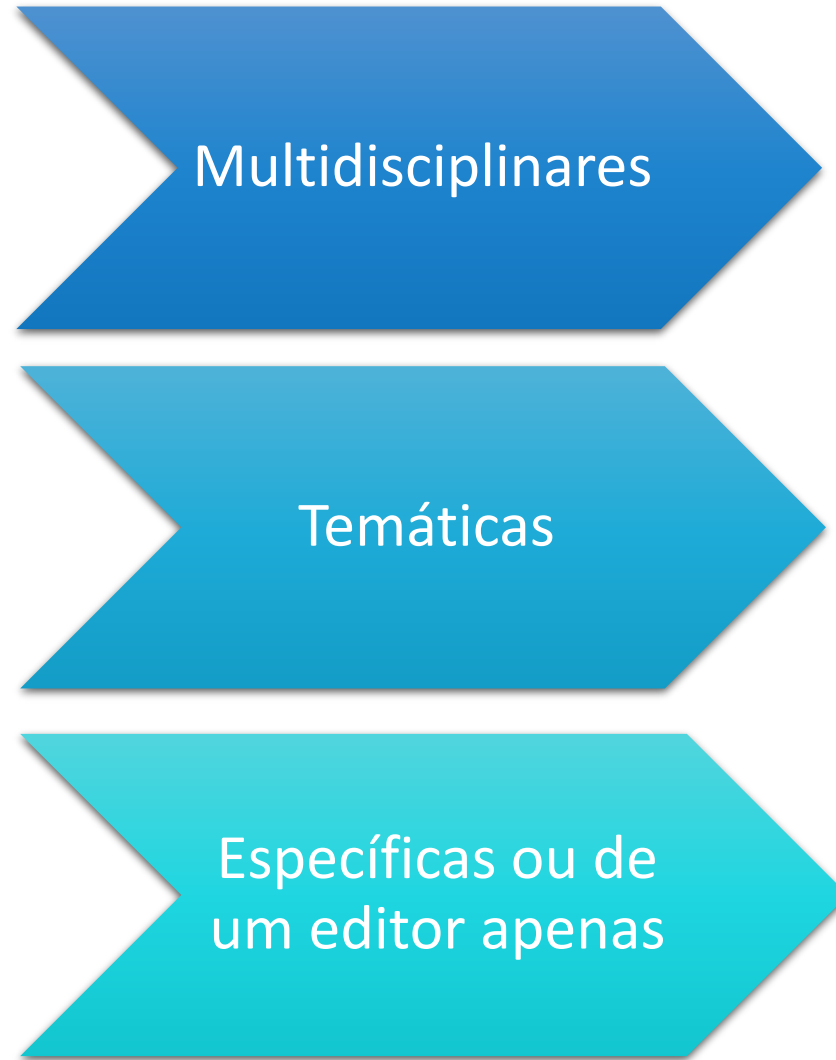 Multidisciplinares
Temáticas
Específicas ou de
um editor apenas